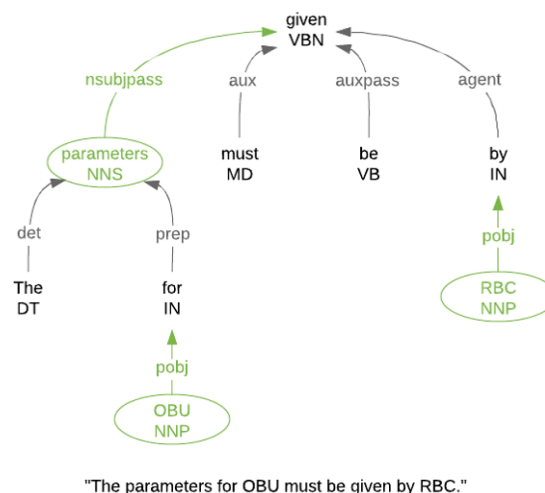 given
VBN
nsubjpass
aux
auxpass
agent
parameters
NNS
must
MD
be
VB
by
IN
det
prep
pobj
The
DT
for
IN
RBC
NNP
pobj
OBU
NNP
"The parameters for OBU must be given by RBC."